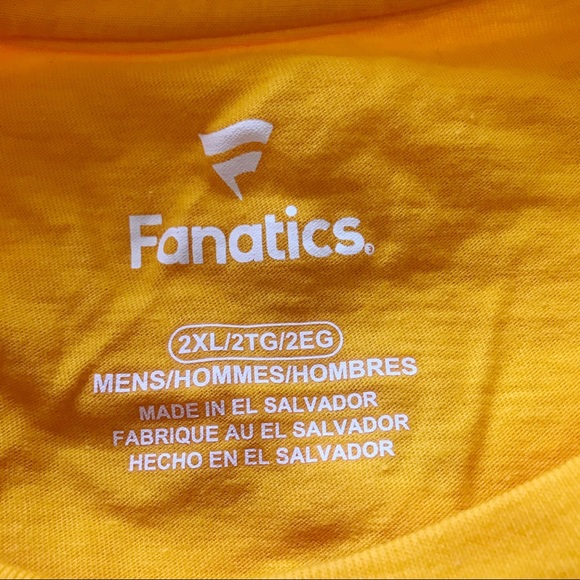 Fanatics.
2XL/2TG/2EG
MENS/HOMMES/HOMBRES
MADE IN EL SALVADOR
FABRIQUE AU EL SALVADOR
HECHO EN EL SALVADOR